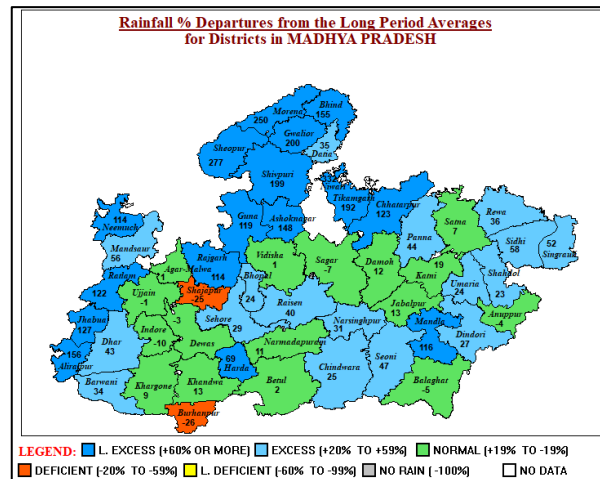 Rainfall % Departures from the Long Period Averages
for Districts in MADHYA PRADESH
Bhind
155
Morena
250
Gwalior
200
35
Datia
Sheopur
277
Shivpuri
199
Niwari
Tikamgarh
192
Chhatarpur
123
Guna
119
Ashoknagar
148
114
Neemuch
Mandsaur
56
Panna
44
Satna
7
Rewa
36
Sidhi
58
52
Singrauli
Rajgarh
114
Agar-Malwa
1
Vidisha
1
Sagar
-7
Damoh
12
19
Katni
Ratlam
122
Ujjain
-1
Shajapur
-25
-3
Bhopal
24
Raisen
40
Jabalpur
13
Umaria
24
Shahdol
23
Anuppur
-4
Jhabua
127
156
Alirajpur
Dhar
43
Indore
-10
Dewas
Sehore
29
Narsinghpur
31
Mandla
116
Dindori
27
Barwani
34
Khargone
9
Khandwa
13
69
Harda
Narmadapuram
11
Betul
2
Chindwara
25
Seoni
47
Balaghat
-5
Burhanpur
-26
LEGEND: L. EXCESS (+60% OR MORE) EXCESS (+20% TO +59%) NORMAL (+19% TO -19%)
DEFICIENT (-20% TO -59%) L. DEFICIENT (-60% TO -99%) NO RAIN (-100%) NO DATA